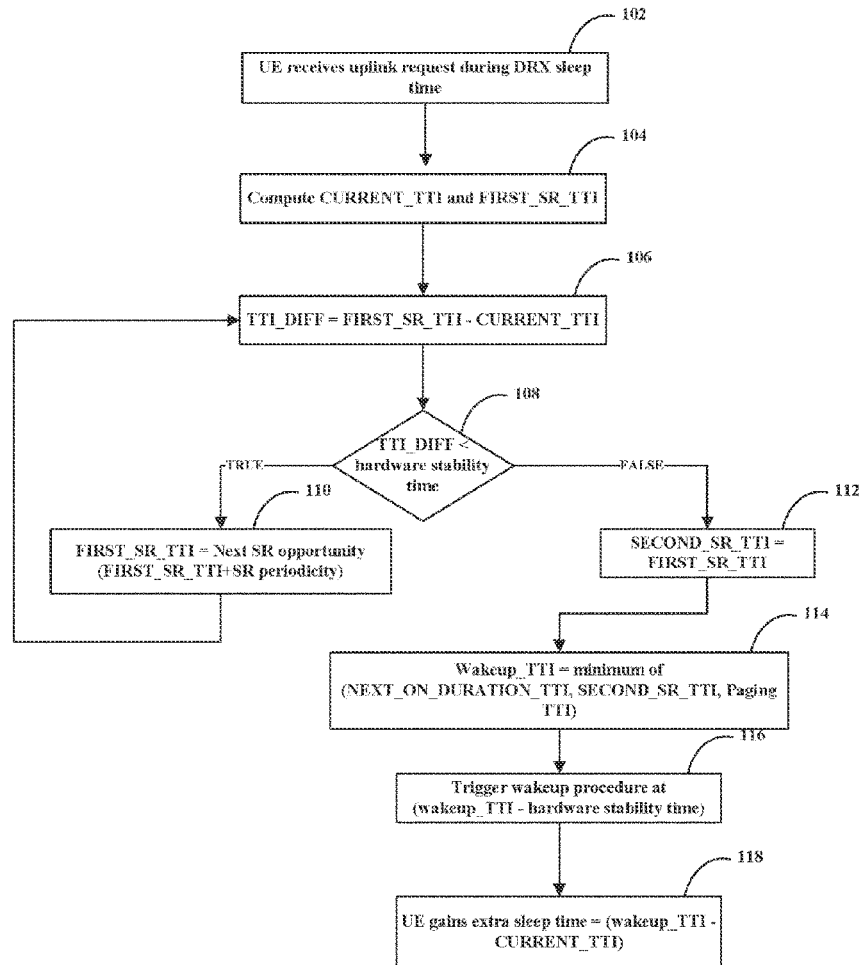 102
UE receives uplink request during DRX sleep
time
104
Compute CURRENT_TTI and FIRST_SR_TTI
106
TTI_DIFF = FIRST_SR_TTI - CURRENT_TTI
108
TTI_DIFF <
hardware stability
time
TRUE
FALSE
110
FIRST_SR_TTI = Next SR opportunity
(FIRST_SR_TTI+SR periodicity)
112
SECOND_SR_TTI =
FIRST_SR_TTI
114
Wakeup_TTI = minimum of
(NEXT_ON_DURATION_TTI, SECOND_SR_TTI, Paging
TTI)
116
Trigger wakeup procedure at
(wakeup_TTI - hardware stability time)
118
UE gains extra sleep time = (wakeup_TTI -
CURRENT_TTI)